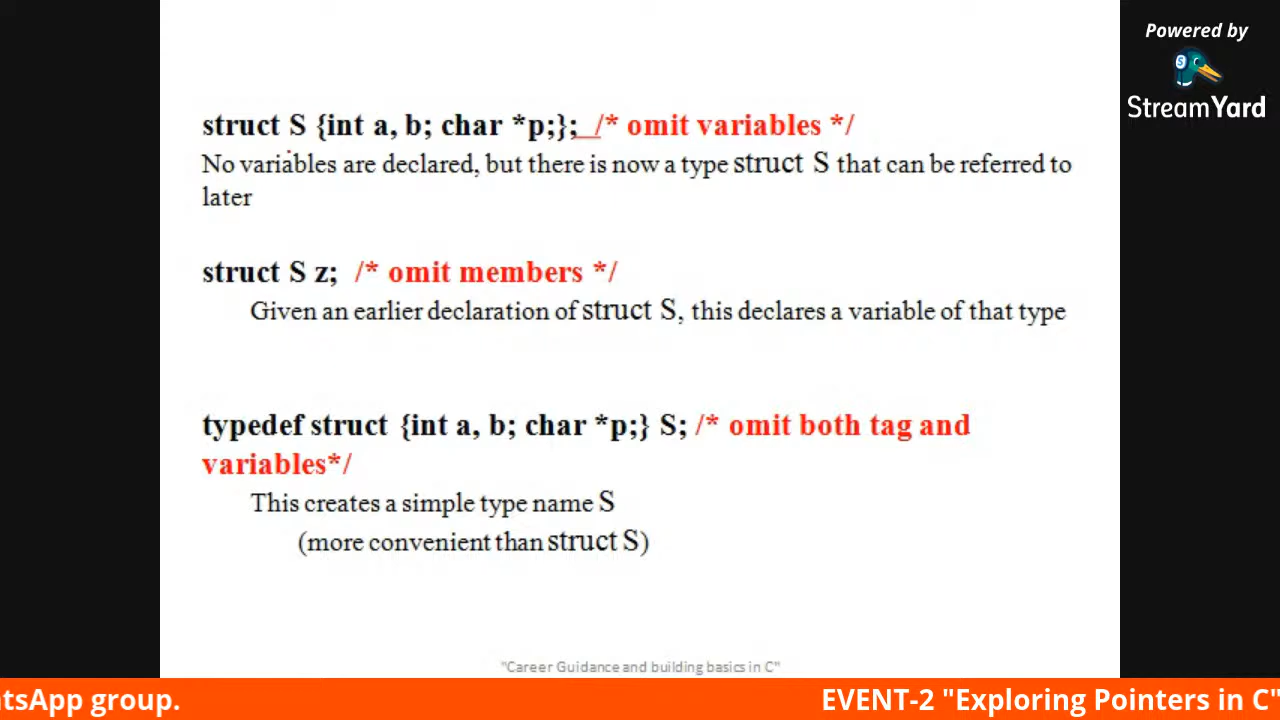 Powered by
StreamYard
struct S {int a, b; char *p;}; /* omit variables */
No variables are declared, but there is now a type struct S that can be referred to
later
struct S z; /* omit members */
Given an earlier declaration of struct S, this declares a variable of that type
typedef struct {int a, b; char *p;} S; /* omit both tag and
variables*/
This creates a simple type name S
(more convenient than struct S)
"Career Guidance and building basics in C"
atsApp group.
EVENT-2 "Exploring Pointers in C"